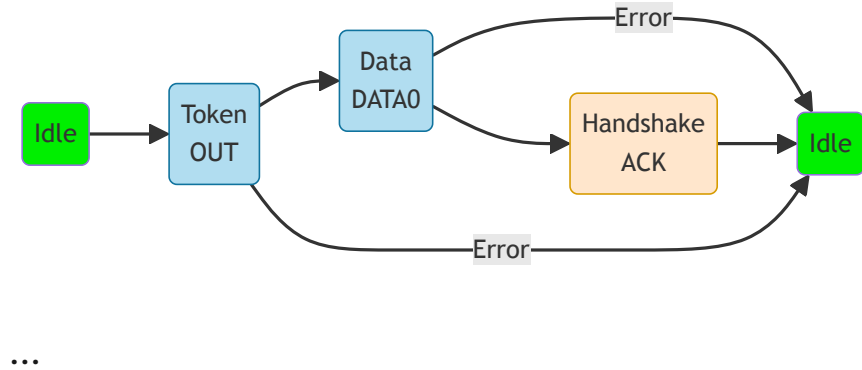 Error
Data
DATA0
Token
OUT
Idle
Handshake
ACK
Idle
Error
...